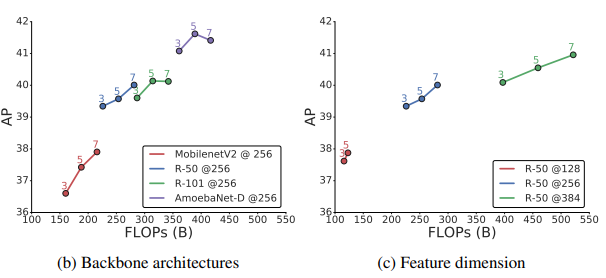 42
41
40
39
38
37
36
AP
3
5
7
3
5
7
3
5
7
3
5
7
MobilenetV2 @ 256
R-50 @256
R-101 @256
AmoebaNet-D @256
100 150 200 250 300 350 400 450 500 550
FLOPs (B)
(b) Backbone architectures
42
41
40
39
38
37
36
AP
3
5
3
5
7
3
5
7
R-50 @128
R-50 @256
R-50 @384
100 150 200 250 300 350 400 450 500 550
FLOPs (B)
(c) Feature dimension